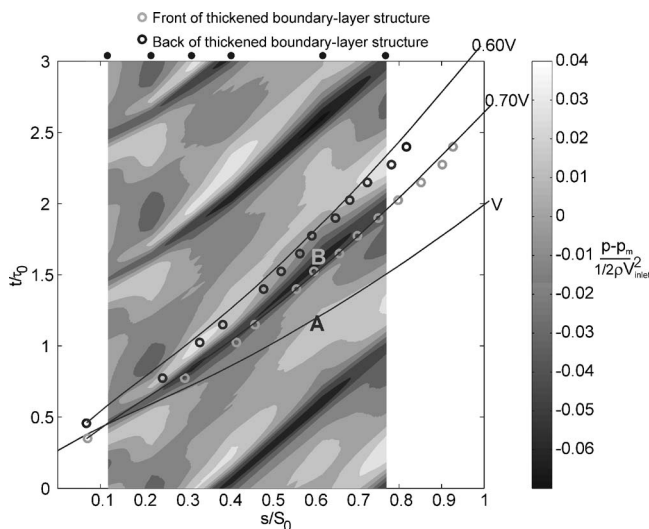 Front of thickened boundary-layer structure
Back of thickened boundary-layer structure
0.60V
0.70V
V
B
A
3
2.5
2
1.5
1
0.5
0
t/τ₀
0.1 0.2 0.3 0.4 0.5 0.6 0.7 0.8 0.9 1
s/S₀
0.04
0.03
0.02
0.01
0
-0.01
-0.02
-0.03
-0.04
-0.05
-0.06
p-pₘ
1/2ρV²inlet